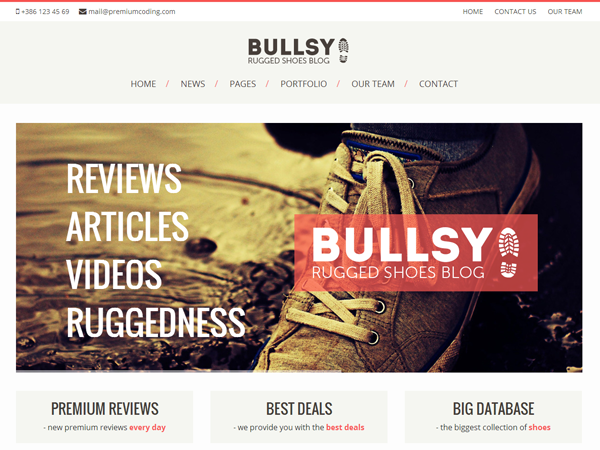 +386 123 45 69 mail@premiumcoding.com HOME CONTACT US OUR TEAM
BULLSY
RUGGED SHOES BLOG
HOME / NEWS / PAGES / PORTFOLIO / OUR TEAM / CONTACT
REVIEWS
ARTICLES
VIDEOS
RUGGEDNESS
BULLSY
RUGGED SHOES BLOG
PREMIUM REVIEWS
- new premium reviews every day
BEST DEALS
- we provide you with the best deals
BIG DATABASE
- the biggest collection of shoes